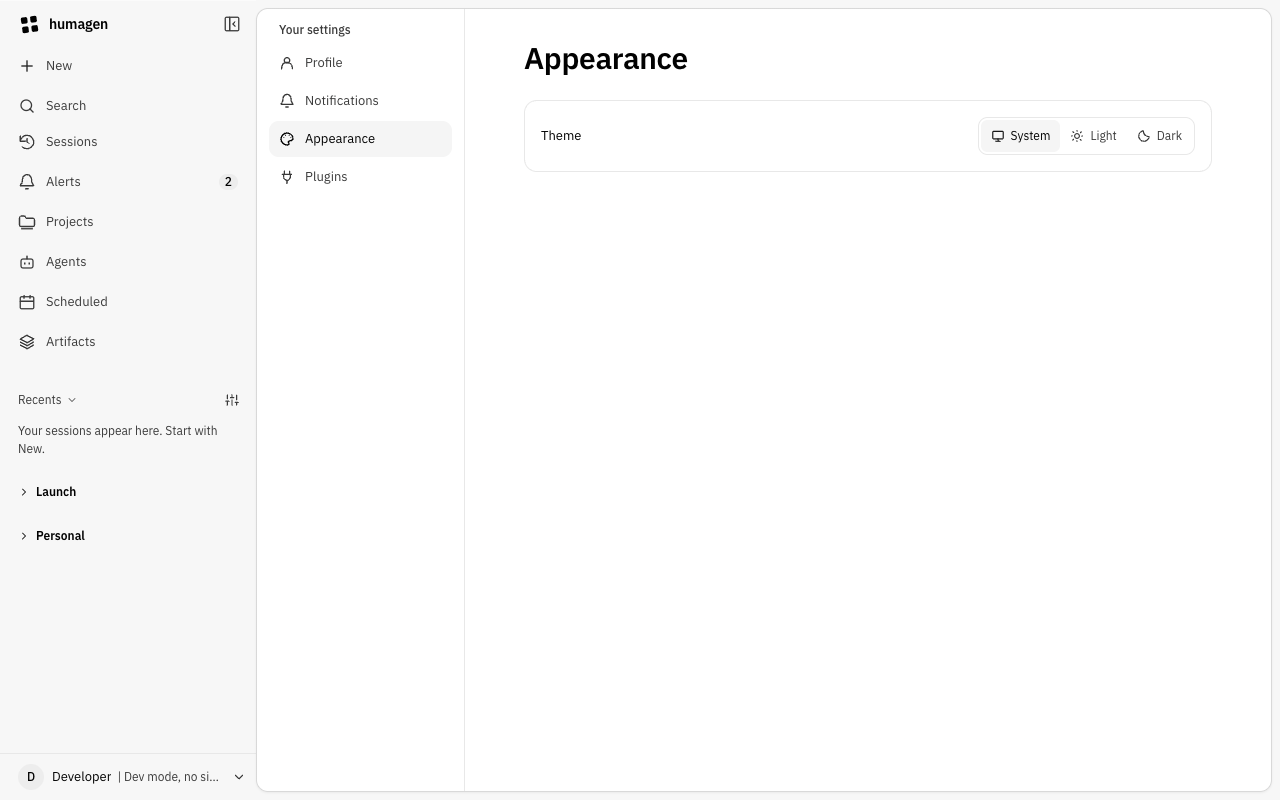 humagen
New
Search
Sessions
Alerts
2
Projects
Agents
Scheduled
Artifacts
Recents
Your sessions appear here. Start with
New.
Launch
Personal
D
Developer | Dev mode, no si...
Your settings
Profile
Notifications
Appearance
Plugins
Appearance
Theme
System
Light
Dark